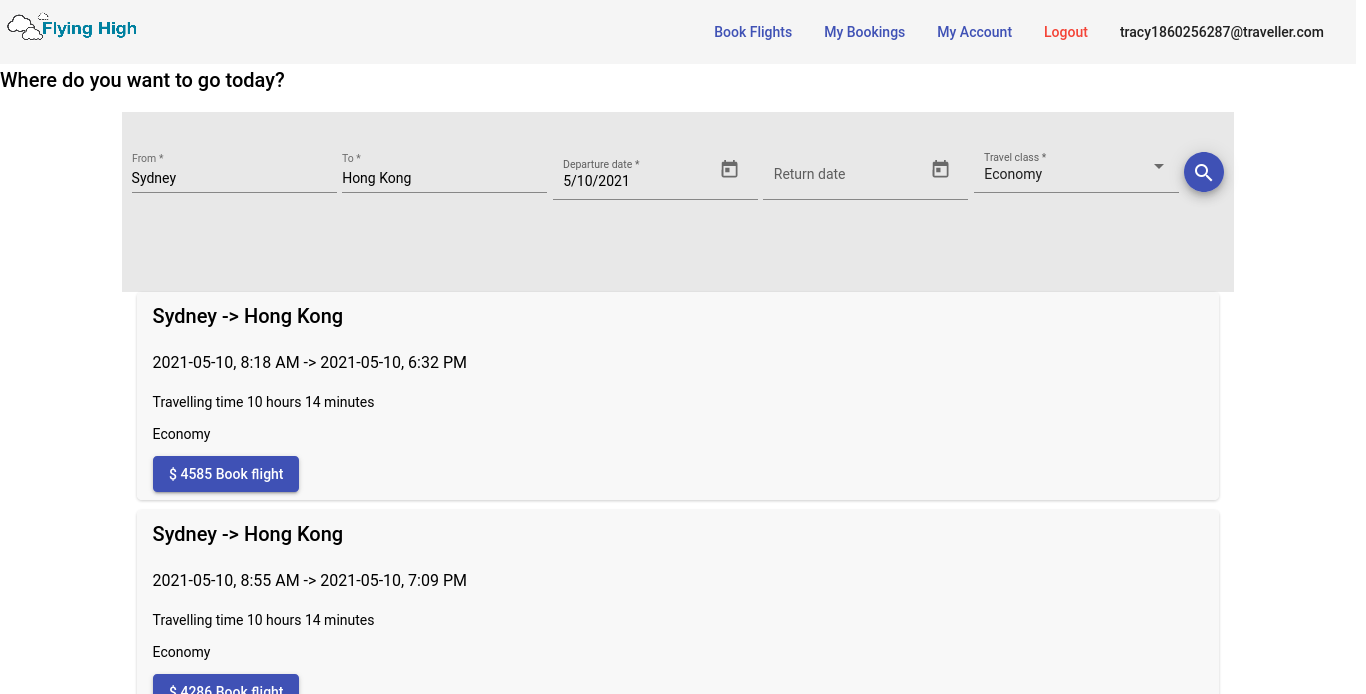 Flying High
Book Flights My Bookings My Account Logout tracy1860256287@traveller.com
Where do you want to go today?
From * To * Departure date * Travel class *
Sydney Hong Kong 5/10/2021 Return date Economy
Sydney -> Hong Kong
2021-05-10, 8:18 AM -> 2021-05-10, 6:32 PM
Travelling time 10 hours 14 minutes
Economy
$ 4585 Book flight
Sydney -> Hong Kong
2021-05-10, 8:55 AM -> 2021-05-10, 7:09 PM
Travelling time 10 hours 14 minutes
Economy
$ 4286 Book flight